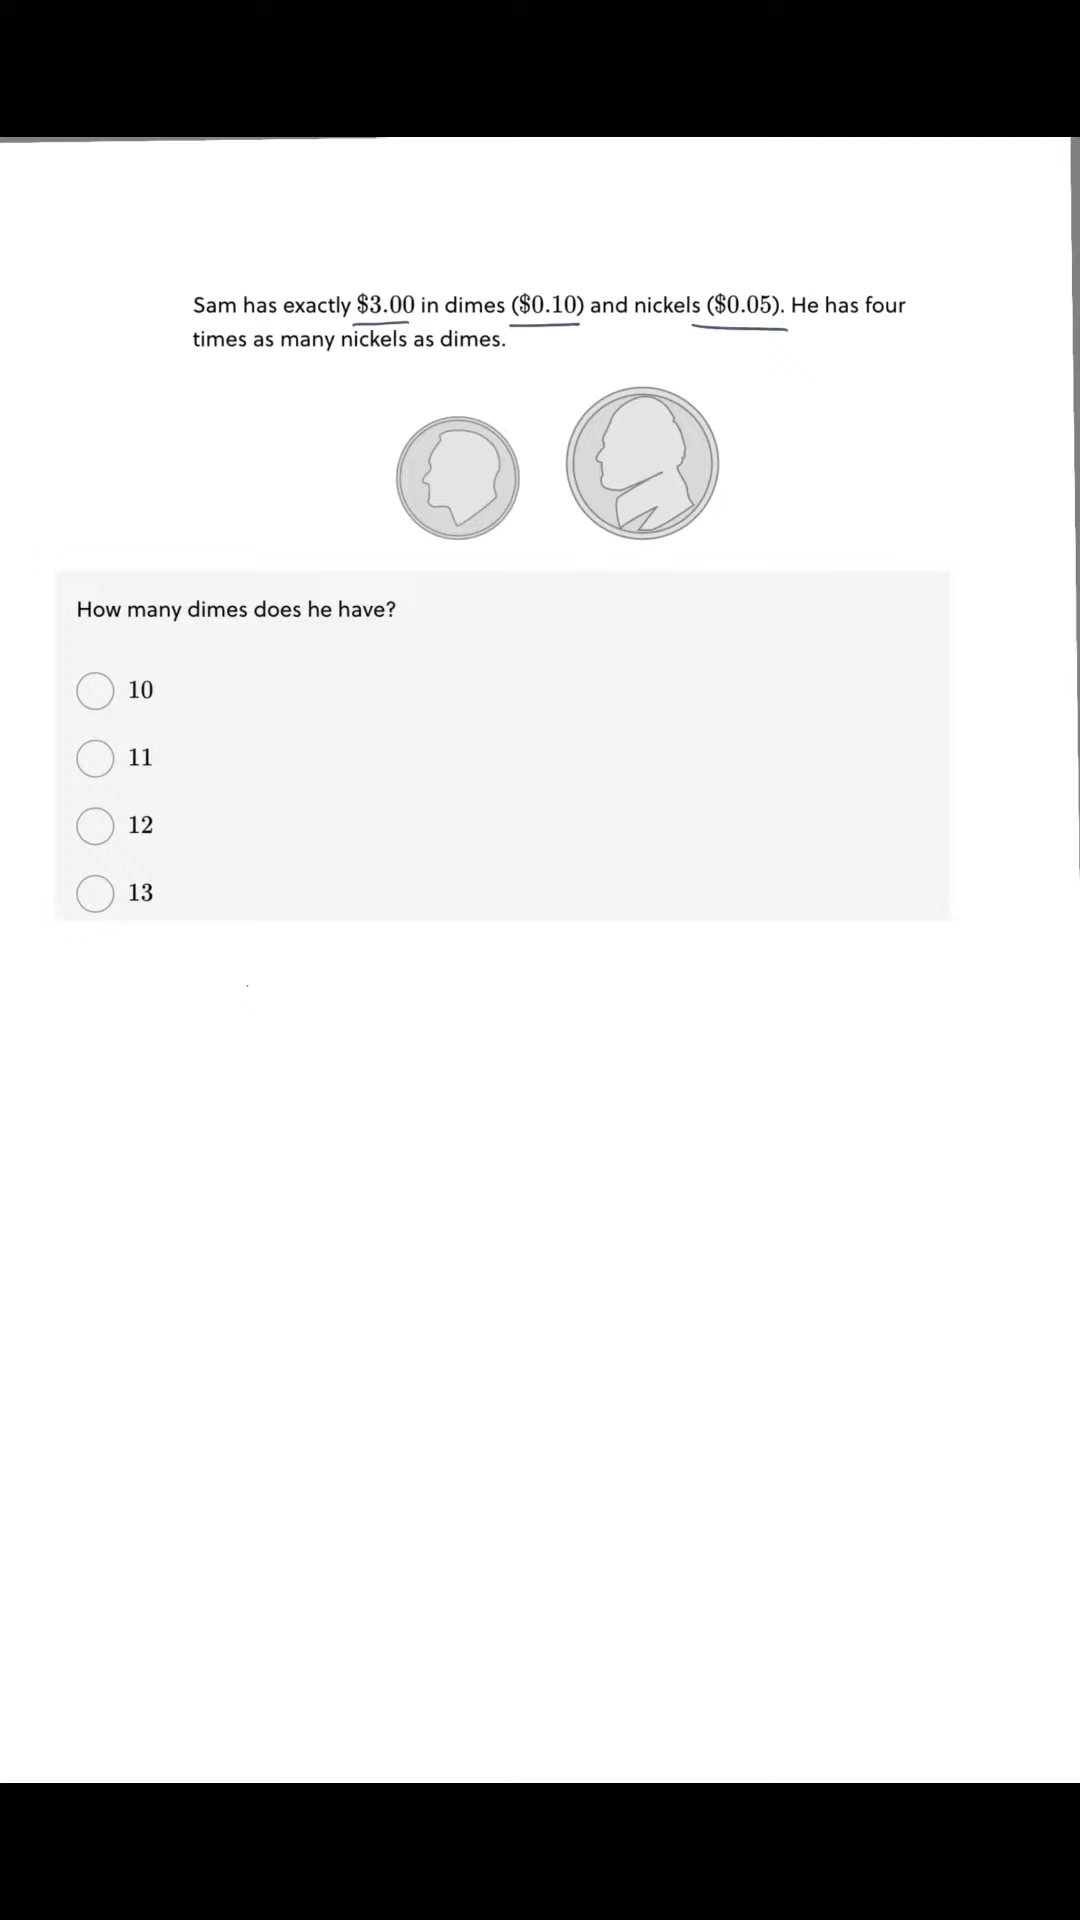 Sam has exactly $3.00 in dimes ($0.10) and nickels ($0.05). He has four
times as many nickels as dimes.
How many dimes does he have?
10
11
12
13